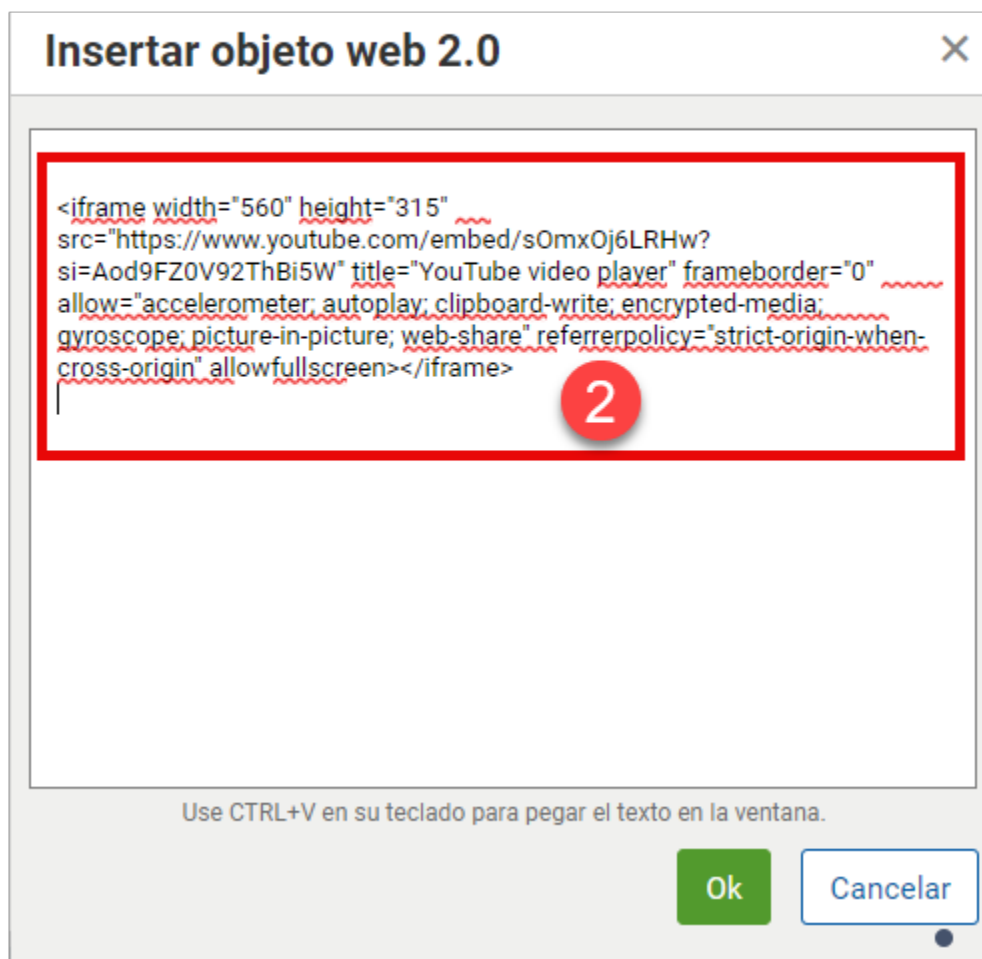 Insertar objeto web 2.0
<iframe width="560" height="315"
src="https://www.youtube.com/embed/sOmxOj6LRHw?
si=Aod9FZ0V92ThBi5W" title="YouTube video player" frameborder="0"
allow="accelerometer; autoplay; clipboard-write; encrypted-media;
gyroscope; picture-in-picture; web-share" referrerpolicy="strict-origin-when-
cross-origin" allowfullscreen></iframe>
2
Use CTRL+V en su teclado para pegar el texto en la ventana.
Ok
Cancelar